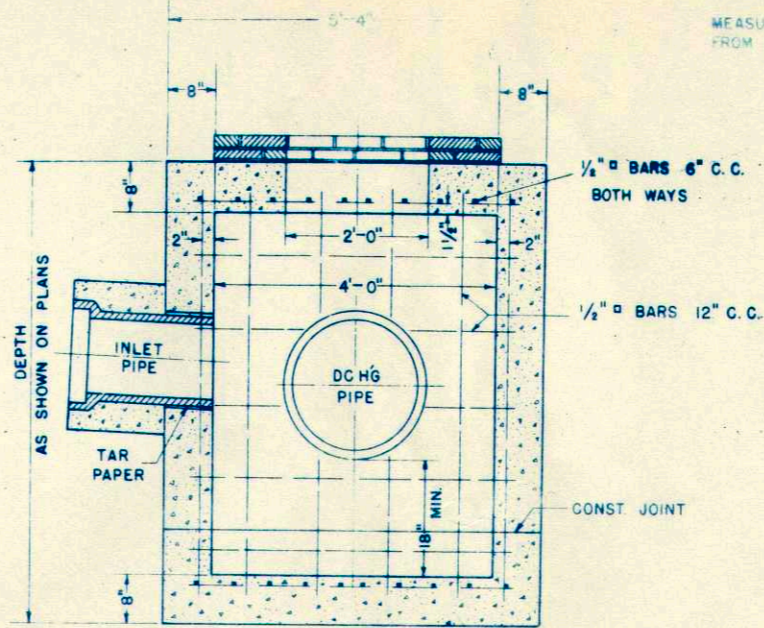 5'-4"
MEASU
FROM
8"
8"
1/2" □ BARS 6" C.C.
BOTH WAYS
8"
2"
2'-0"
1 1/2"
2"
4'-0"
1/2" □ BARS 12" C.C.
DEPTH
AS SHOWN ON PLANS
INLET
PIPE
DCH'G
PIPE
TAR
PAPER
18" MIN.
CONST. JOINT
8"